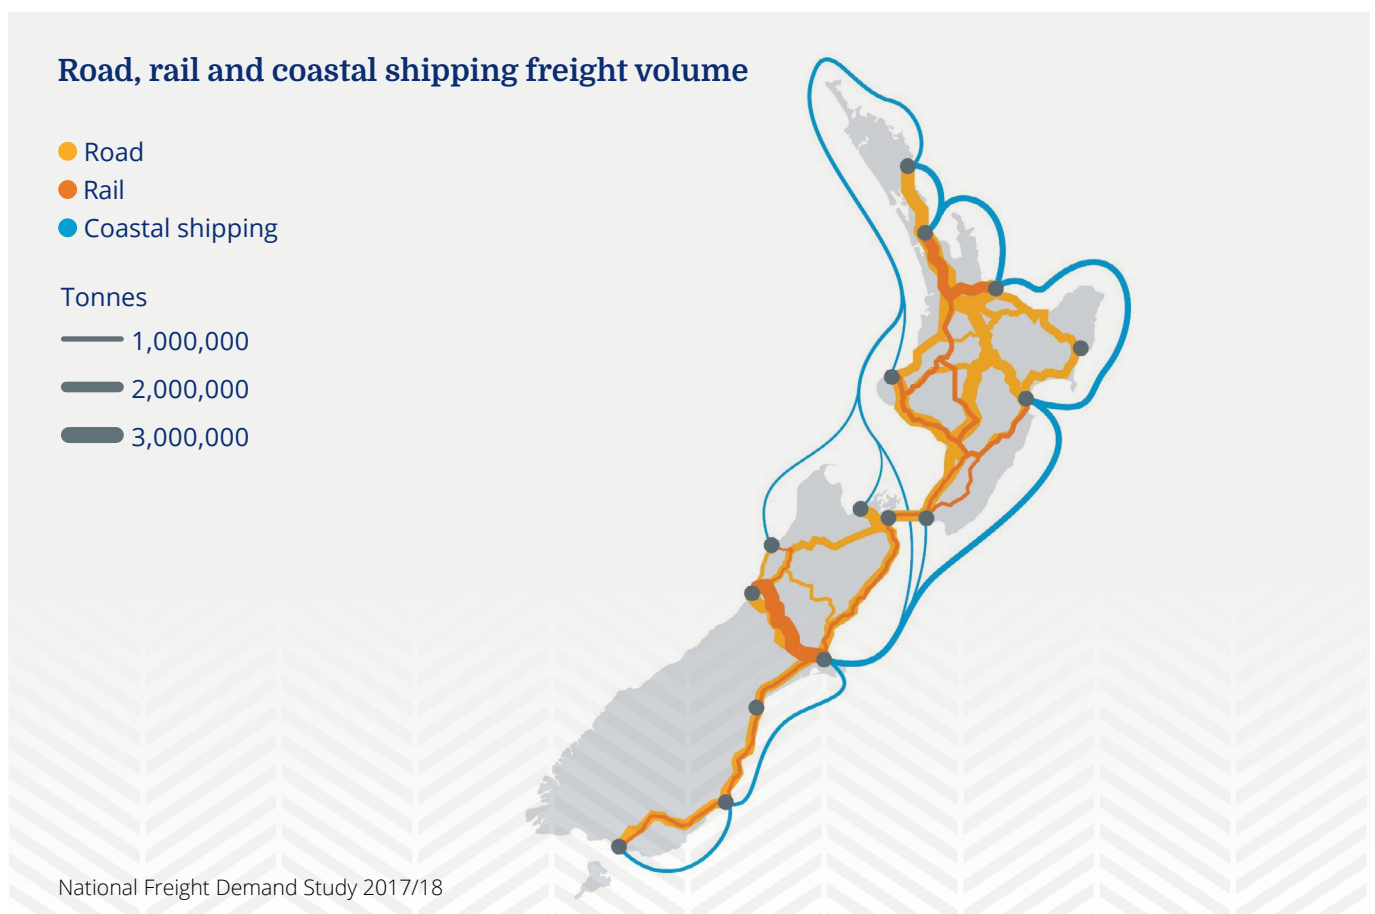 Road, rail and coastal shipping freight volume
Road
Rail
Coastal shipping
Tonnes
1,000,000
2,000,000
3,000,000
National Freight Demand Study 2017/18